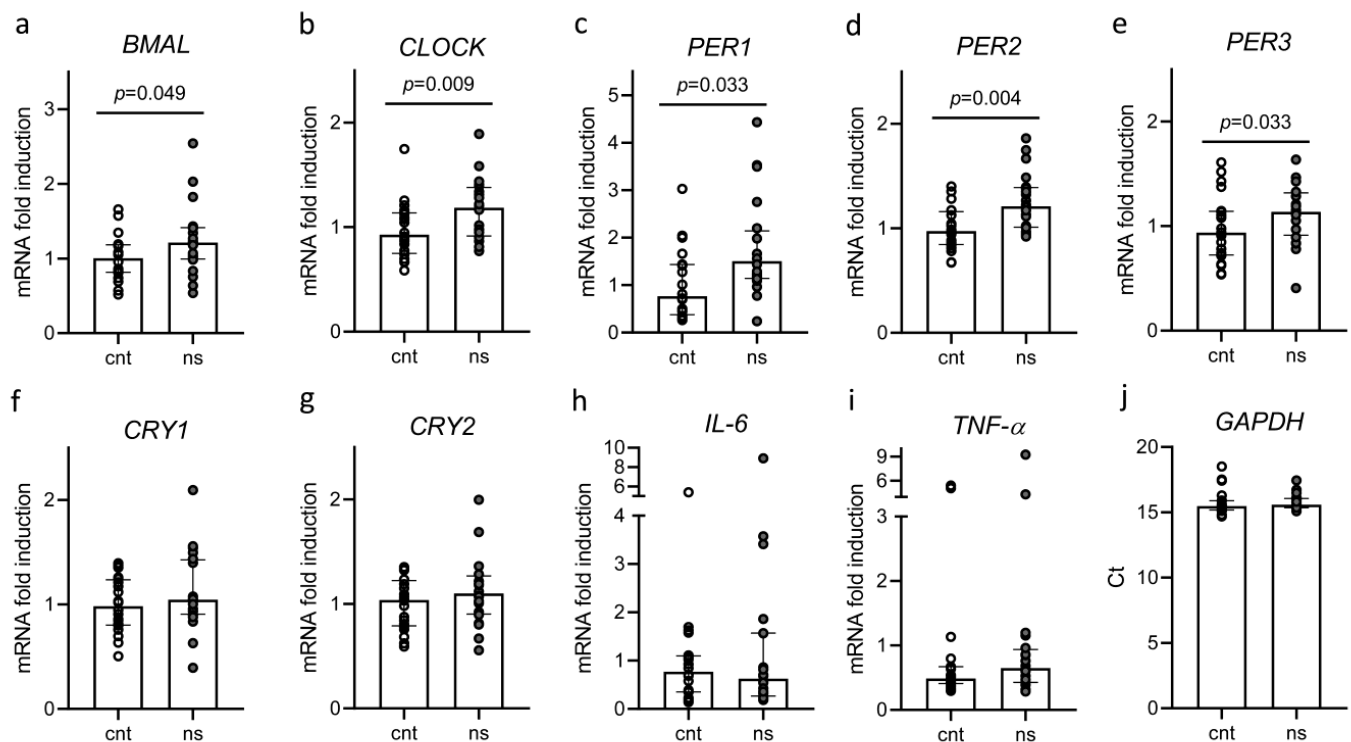 a
BMAL
p=0.049
mRNA fold induction
3
2
1
0
cnt ns
b
CLOCK
p=0.009
mRNA fold induction
2
1
0
cnt ns
c
PER1
p=0.033
mRNA fold induction
5
4
3
2
1
0
cnt ns
d
PER2
p=0.004
mRNA fold induction
2
1
0
cnt ns
e
PER3
p=0.033
mRNA fold induction
2
1
0
cnt ns
f
CRY1
mRNA fold induction
2
1
0
cnt ns
g
CRY2
mRNA fold induction
2
1
0
cnt ns
h
IL-6
mRNA fold induction
10
8
6
4
3
2
1
0
cnt ns
i
TNF-α
mRNA fold induction
9
6
3
2
1
0
cnt ns
j
GAPDH
Ct
20
15
10
5
0
cnt ns